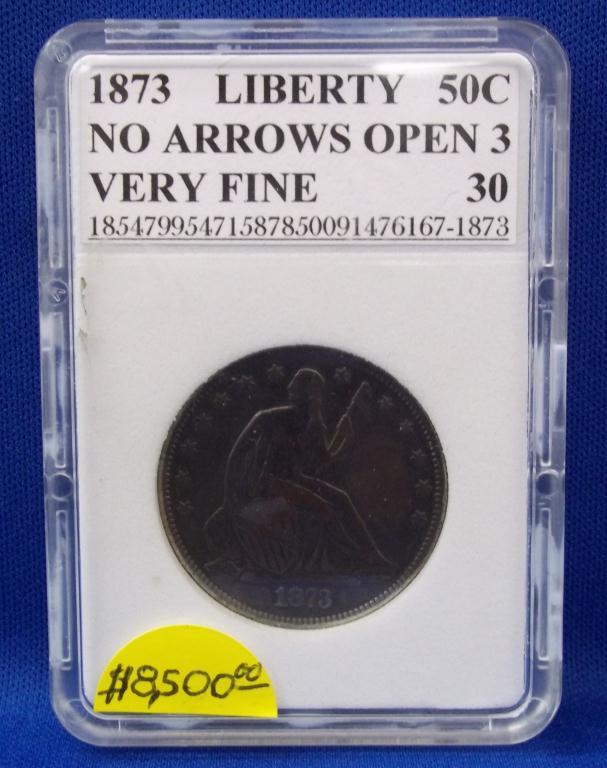 1873 LIBERTY 50C
NO ARROWS OPEN 3
VERY FINE 30
18547995471587850091476167-1873
1873
$8,500.00